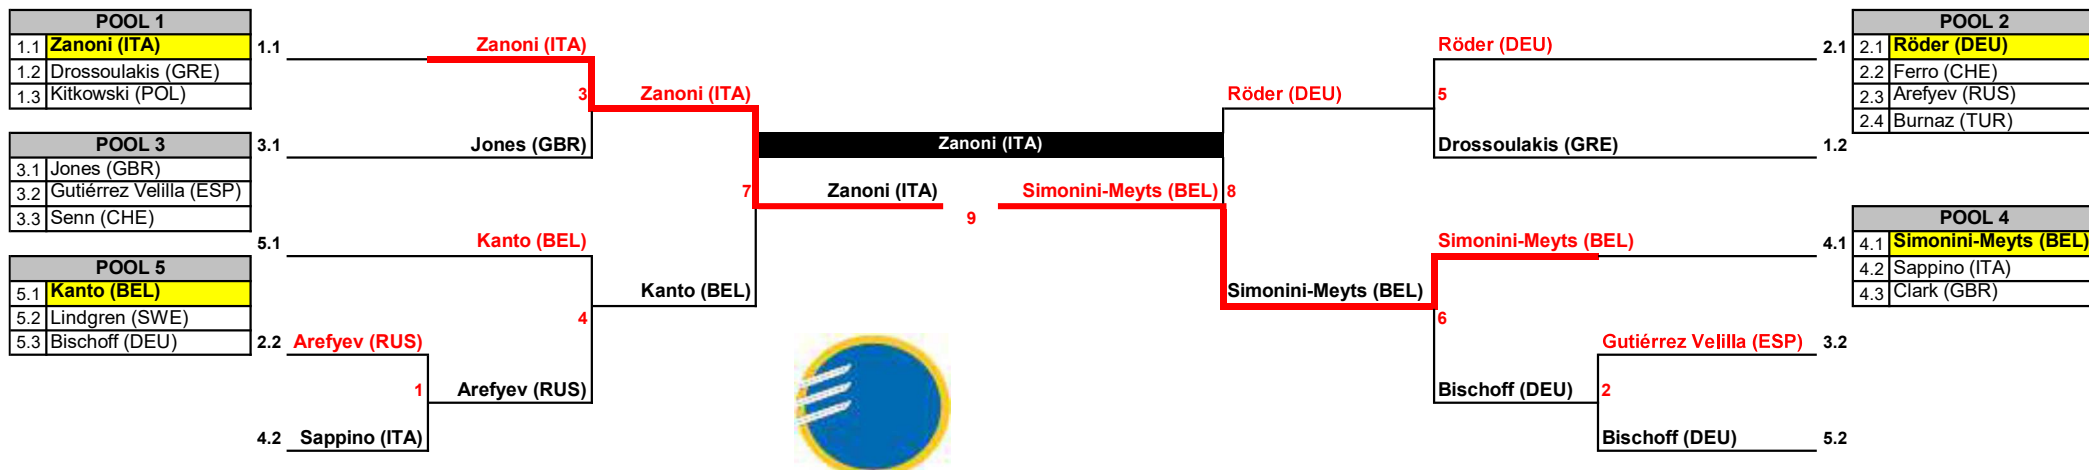 POOL 1
1.1 Zanoni (ITA)
1.2 Drossoulakis (GRE)
1.3 Kitkowski (POL)
POOL 3
3.1 Jones (GBR)
3.2 Gutiérrez Velilla (ESP)
3.3 Senn (CHE)
POOL 5
5.1 Kanto (BEL)
5.2 Lindgren (SWE)
5.3 Bischoff (DEU)
1.1 Zanoni (ITA)
3
3.1 Jones (GBR)
5.1 Kanto (BEL)
4
2.2 Arefyev (RUS)
1
4.2 Sappino (ITA)
Arefyev (RUS)
Zanoni (ITA)
7
Kanto (BEL)
Zanoni (ITA)
Zanoni (ITA)
9
Simonini-Meyts (BEL)
8
Röder (DEU)
Simonini-Meyts (BEL)
Röder (DEU) 2.1
5
Drossoulakis (GRE) 1.2
Simonini-Meyts (BEL) 4.1
6
Bischoff (DEU)
Gutiérrez Velilla (ESP) 3.2
2
Bischoff (DEU) 5.2
POOL 2
2.1 Röder (DEU)
2.2 Ferro (CHE)
2.3 Arefyev (RUS)
2.4 Burnaz (TUR)
POOL 4
4.1 Simonini-Meyts (BEL)
4.2 Sappino (ITA)
4.3 Clark (GBR)